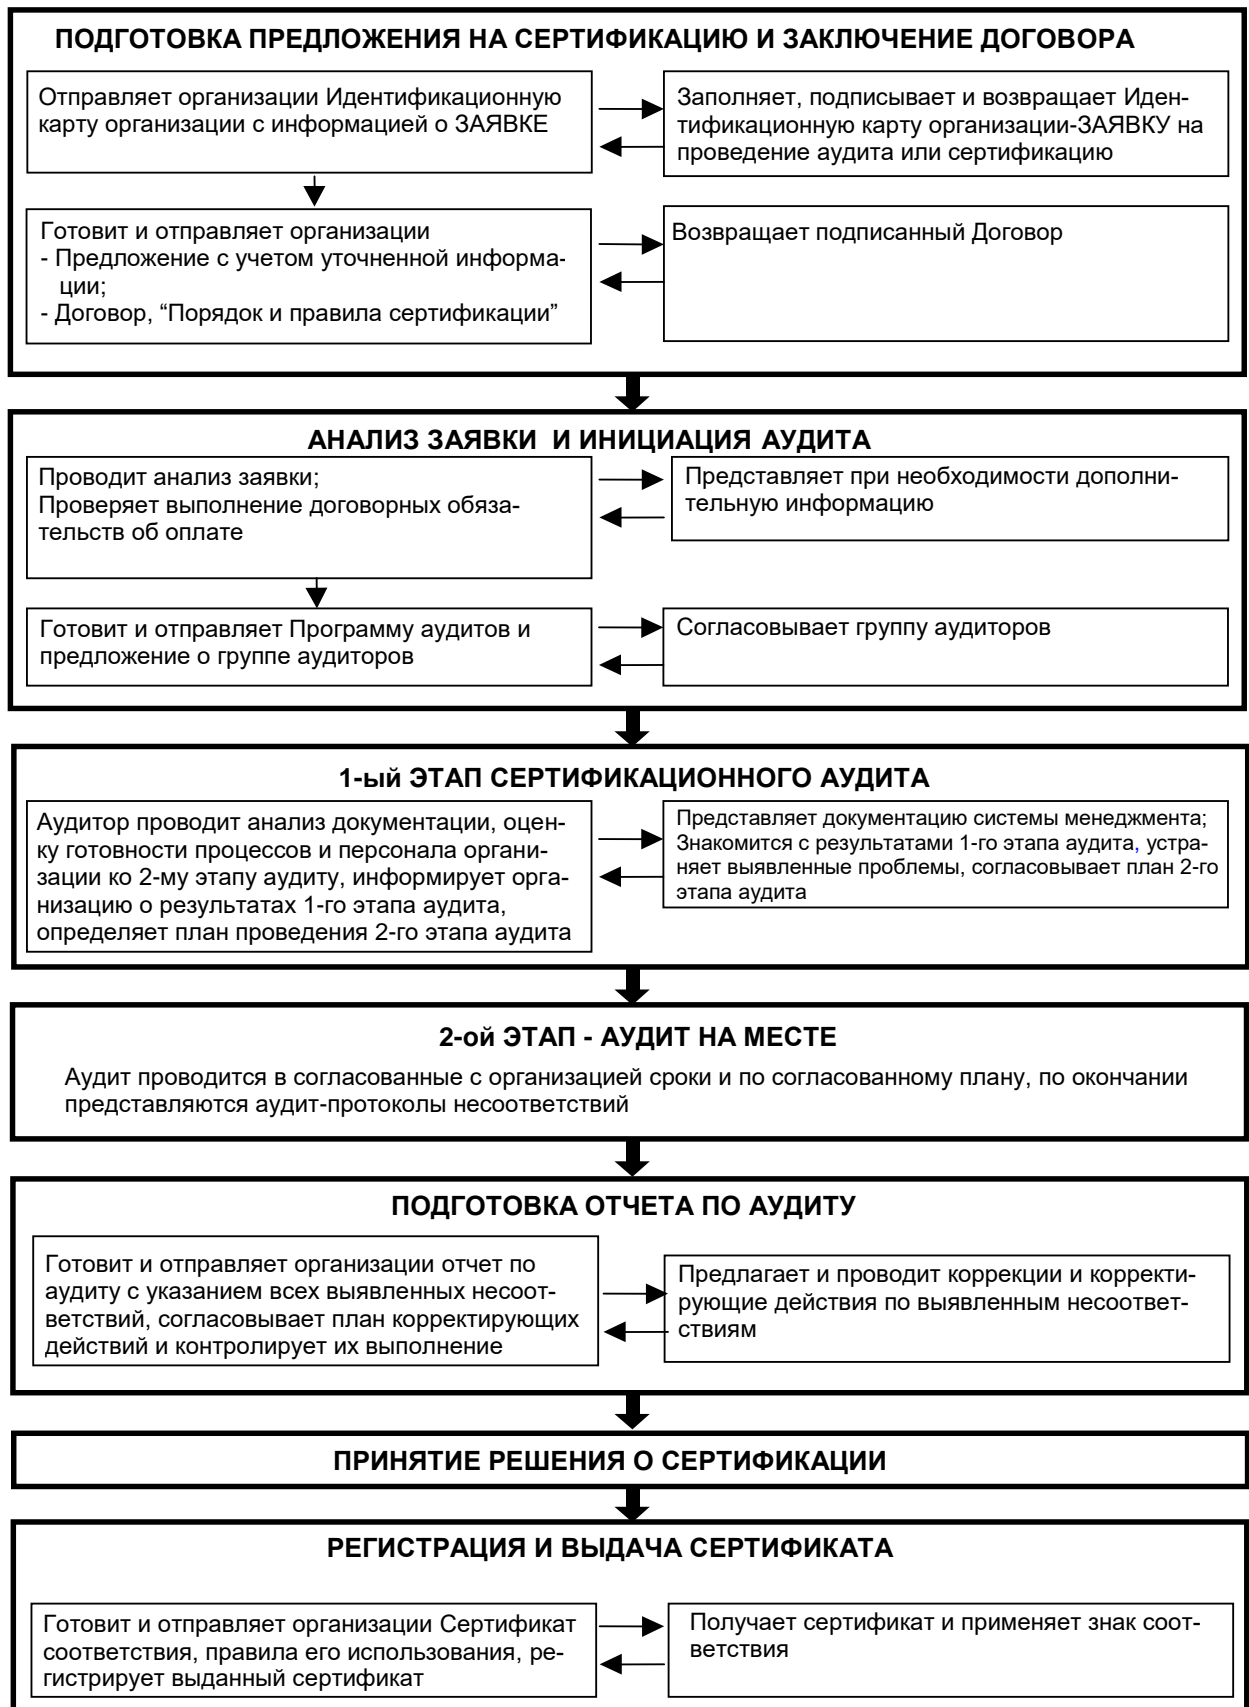 ПОДГОТОВКА ПРЕДЛОЖЕНИЯ НА СЕРТИФИКАЦИЮ И ЗАКЛЮЧЕНИЕ ДОГОВОРА
Отправляет организации Идентификационную
карту организации с информацией о ЗАЯВКЕ
Заполняет, подписывает и возвращает Иден-
тификационную карту организации-ЗАЯВКУ на
проведение аудита или сертификацию
Готовит и отправляет организации
- Предложение с учетом уточненной информа-
ции;
- Договор, “Порядок и правила сертификации”
Возвращает подписанный Договор
АНАЛИЗ ЗАЯВКИ И ИНИЦИАЦИЯ АУДИТА
Проводит анализ заявки;
Проверяет выполнение договорных обяза-
тельств об оплате
Представляет при необходимости дополни-
тельную информацию
Готовит и отправляет Программу аудитов и
предложение о группе аудиторов
Согласовывает группу аудиторов
1-ый ЭТАП СЕРТИФИКАЦИОННОГО АУДИТА
Аудитор проводит анализ документации, оцен-
ку готовности процессов и персонала органи-
зации ко 2-му этапу аудиту, информирует орга-
низацию о результатах 1-го этапа аудита,
определяет план проведения 2-го этапа аудита
Представляет документацию системы менеджмента;
Знакомится с результатами 1-го этапа аудита, устра-
няет выявленные проблемы, согласовывает план 2-го
этапа аудита
2-ой ЭТАП - АУДИТ НА МЕСТЕ
Аудит проводится в согласованные с организацией сроки и по согласованному плану, по окончании
представляются аудит-протоколы несоответствий
ПОДГОТОВКА ОТЧЕТА ПО АУДИТУ
Готовит и отправляет организации отчет по
аудиту с указанием всех выявленных несоот-
ветствий, согласовывает план корректирующих
действий и контролирует их выполнение
Предлагает и проводит коррекции и корректи-
рующие действия по выявленным несоответ-
ствиям
ПРИНЯТИЕ РЕШЕНИЯ О СЕРТИФИКАЦИИ
РЕГИСТРАЦИЯ И ВЫДАЧА СЕРТИФИКАТА
Готовит и отправляет организации Сертификат
соответствия, правила его использования, ре-
гистрирует выданный сертификат
Получает сертификат и применяет знак соот-
ветствия